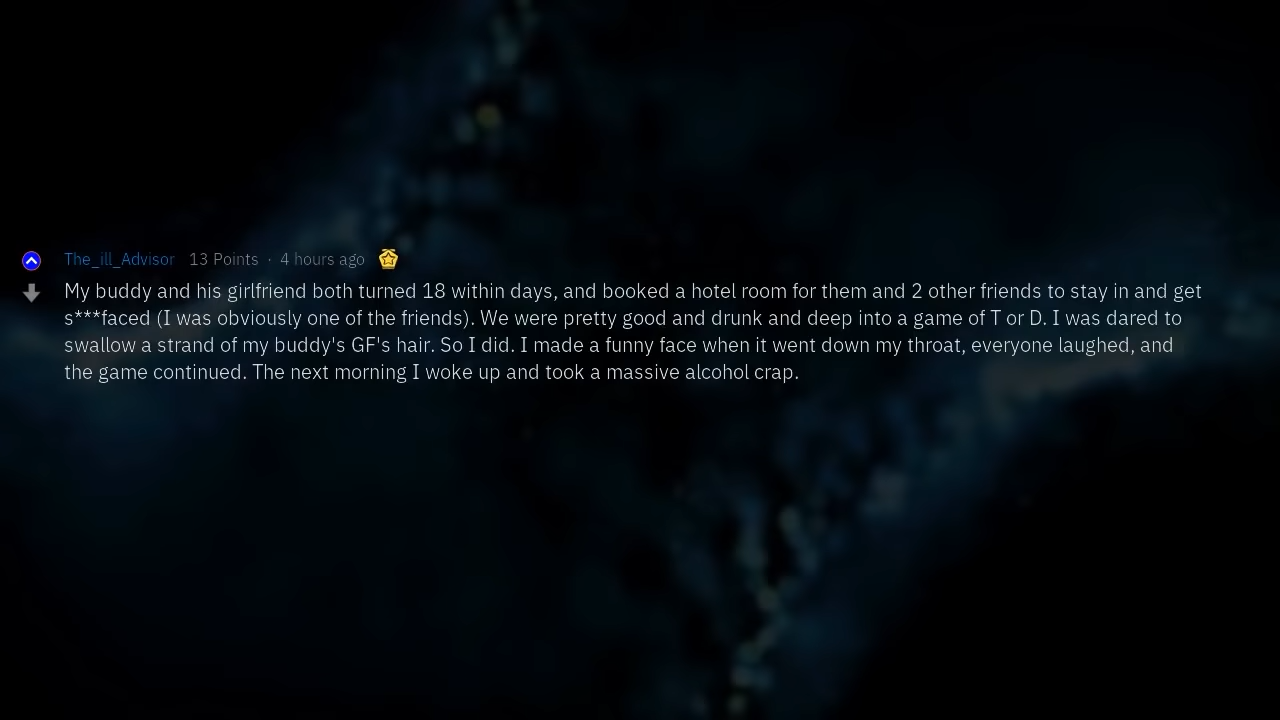 The_ill_Advisor 13 Points · 4 hours ago
My buddy and his girlfriend both turned 18 within days, and booked a hotel room for them and 2 other friends to stay in and get
s***faced (I was obviously one of the friends). We were pretty good and drunk and deep into a game of T or D. I was dared to
swallow a strand of my buddy's GF's hair. So I did. I made a funny face when it went down my throat, everyone laughed, and
the game continued. The next morning I woke up and took a massive alcohol crap.